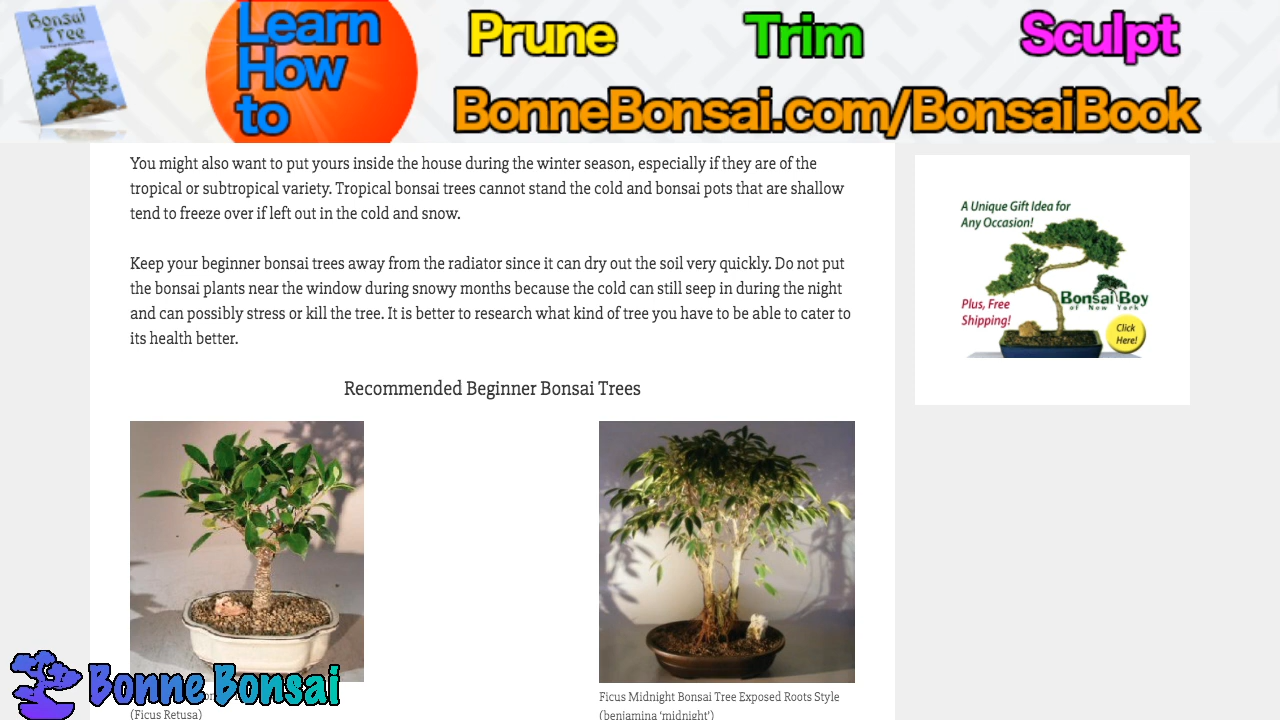 Bonsai
Tree
Learn
How
to
Prune
Trim
Sculpt
BonneBonsai.com/BonsaiBook
You might also want to put yours inside the house during the winter season, especially if they are of the
tropical or subtropical variety. Tropical bonsai trees cannot stand the cold and bonsai pots that are shallow
tend to freeze over if left out in the cold and snow.
Keep your beginner bonsai trees away from the radiator since it can dry out the soil very quickly. Do not put
the bonsai plants near the window during snowy months because the cold can still seep in during the night
and can possibly stress or kill the tree. It is better to research what kind of tree you have to be able to cater to
its health better.
Recommended Beginner Bonsai Trees
(Ficus Retusa)
Ficus Midnight Bonsai Tree Exposed Roots Style
(benjamina ‘midnight’)
A Unique Gift Idea for
Any Occasion!
Plus, Free
Shipping!
Bonsai Boy
of New York
Click
Here!
Bonne Bonsai